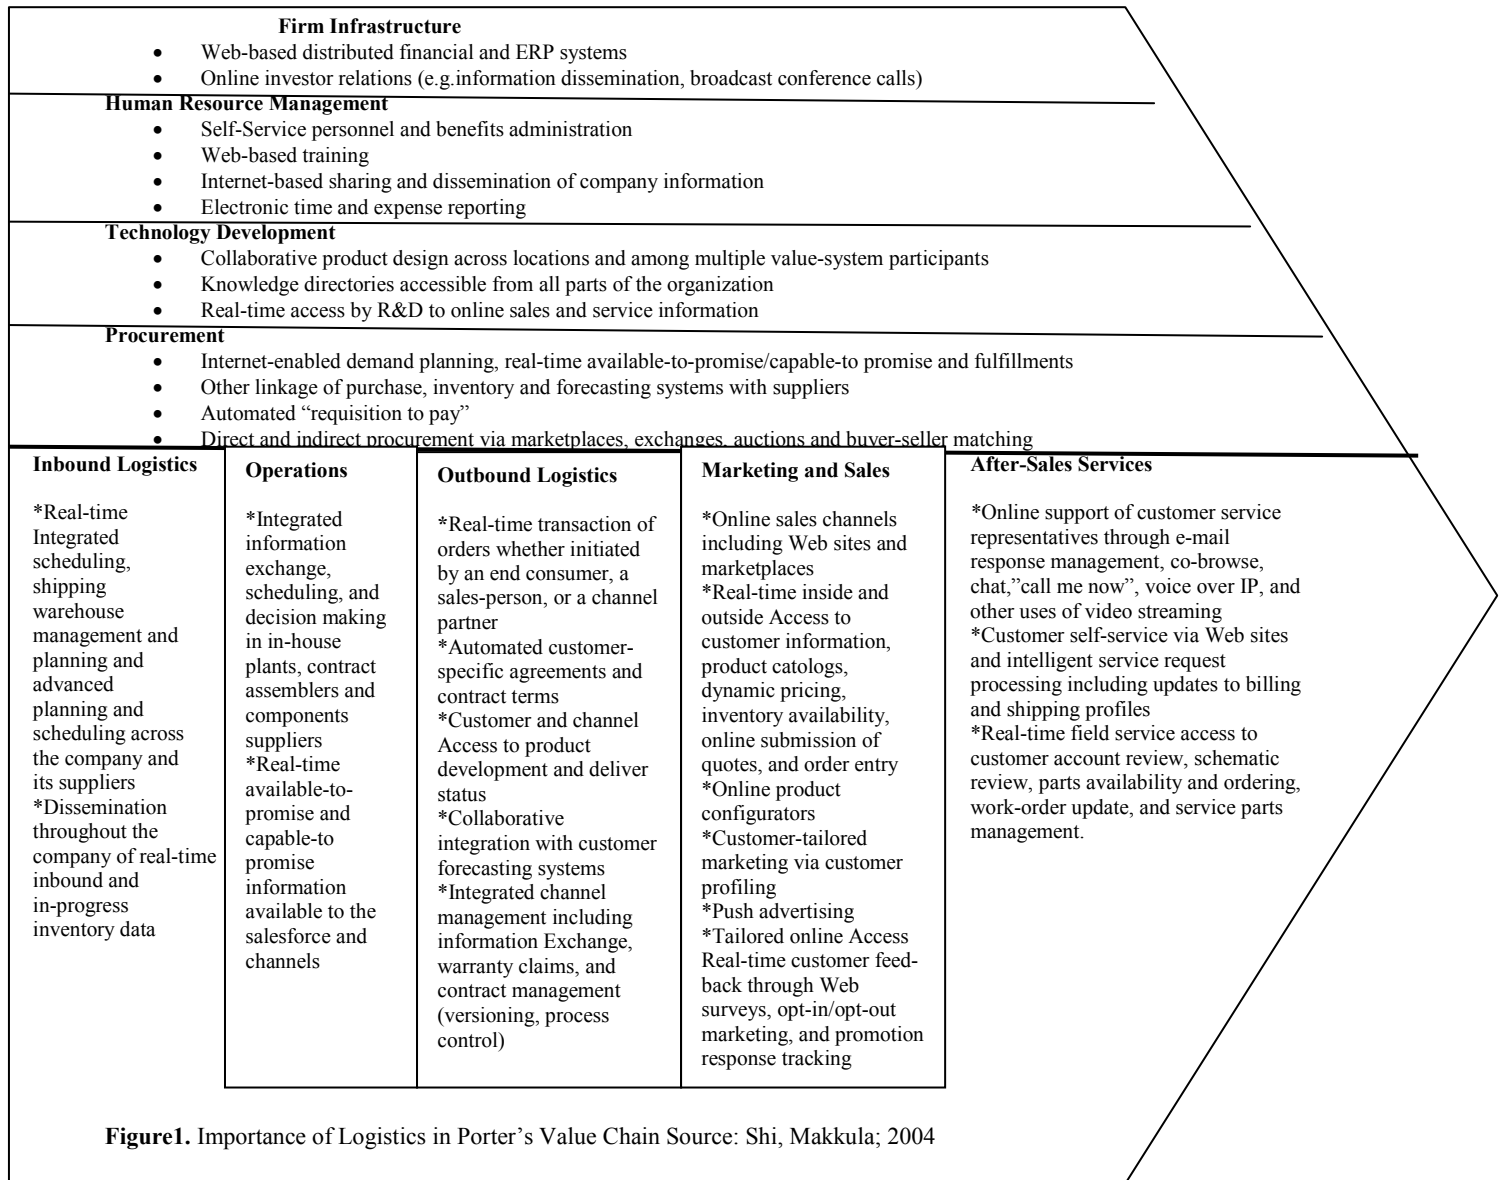 Firm Infrastructure
• Web-based distributed financial and ERP systems
• Online investor relations (e.g.information dissemination, broadcast conference calls)
Human Resource Management
• Self-Service personnel and benefits administration
• Web-based training
• Internet-based sharing and dissemination of company information
• Electronic time and expense reporting
Technology Development
• Collaborative product design across locations and among multiple value-system participants
• Knowledge directories accessible from all parts of the organization
• Real-time access by R&D to online sales and service information
Procurement
• Internet-enabled demand planning, real-time available-to-promise/capable-to promise and fulfillments
• Other linkage of purchase, inventory and forecasting systems with suppliers
• Automated “requisition to pay”
• Direct and indirect procurement via marketplaces, exchanges, auctions and buyer-seller matching
Inbound Logistics
*Real-time
Integrated
scheduling,
shipping
warehouse
management and
planning and
advanced
planning and
scheduling across
the company and
its suppliers
*Dissemination
throughout the
company of real-time
inbound and
in-progress
inventory data
Operations
*Integrated
information
exchange,
scheduling, and
decision making
in in-house
plants, contract
assemblers and
components
suppliers
*Real-time
available-to-
promise and
capable-to
promise
information
available to the
salesforce and
channels
Outbound Logistics
*Real-time transaction of
orders whether initiated
by an end consumer, a
sales-person, or a channel
partner
*Automated customer-
specific agreements and
contract terms
*Customer and channel
Access to product
development and deliver
status
*Collaborative
integration with customer
forecasting systems
*Integrated channel
management including
information Exchange,
warranty claims, and
contract management
(versioning, process
control)
Marketing and Sales
*Online sales channels
including Web sites and
marketplaces
*Real-time inside and
outside Access to
customer information,
product catologs,
dynamic pricing,
inventory availability,
online submission of
quotes, and order entry
*Online product
configurators
*Customer-tailored
marketing via customer
profiling
*Push advertising
*Tailored online Access
Real-time customer feed-
back through Web
surveys, opt-in/opt-out
marketing, and promotion
response tracking
After-Sales Services
*Online support of customer service
representatives through e-mail
response management, co-browse,
chat,”call me now”, voice over IP, and
other uses of video streaming
*Customer self-service via Web sites
and intelligent service request
processing including updates to billing
and shipping profiles
*Real-time field service access to
customer account review, schematic
review, parts availability and ordering,
work-order update, and service parts
management.
Figure1. Importance of Logistics in Porter’s Value Chain Source: Shi, Makkula; 2004